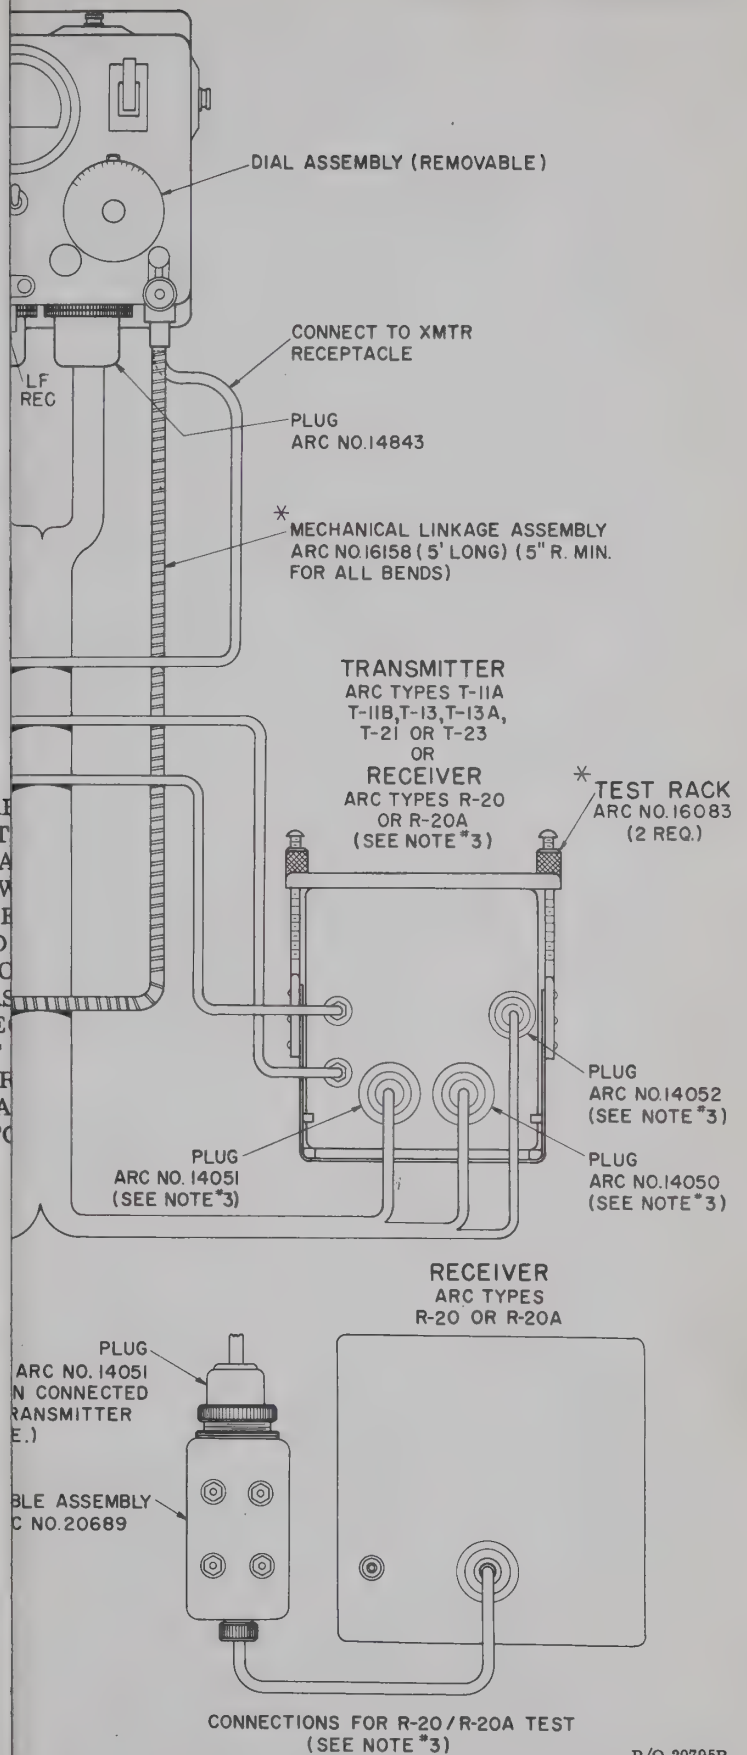 DIAL ASSEMBLY (REMOVABLE)
CONNECT TO XMTR
RECEPTACLE
LF
REC
PLUG
ARC NO.14843
*
MECHANICAL LINKAGE ASSEMBLY
ARC NO.16158 (5' LONG) (5" R. MIN.
FOR ALL BENDS)
TRANSMITTER
ARC TYPES T-11A
T-11B,T-13,T-13A,
T-21 OR T-23
OR
RECEIVER
ARC TYPES R-20
OR R-20A
(SEE NOTE #3)
*
TEST RACK
ARC NO.16083
(2 REQ.)
PLUG
ARC NO.14052
(SEE NOTE #3)
PLUG
ARC NO. 14051
(SEE NOTE #3)
PLUG
ARC NO.14050
(SEE NOTE #3)
RECEIVER
ARC TYPES
R-20 OR R-20A
PLUG
ARC NO. 14051
N CONNECTED
RANSMITTER
E.)
BLE ASSEMBLY
C NO.20689
CONNECTIONS FOR R-20/R-20A TEST
(SEE NOTE #3)